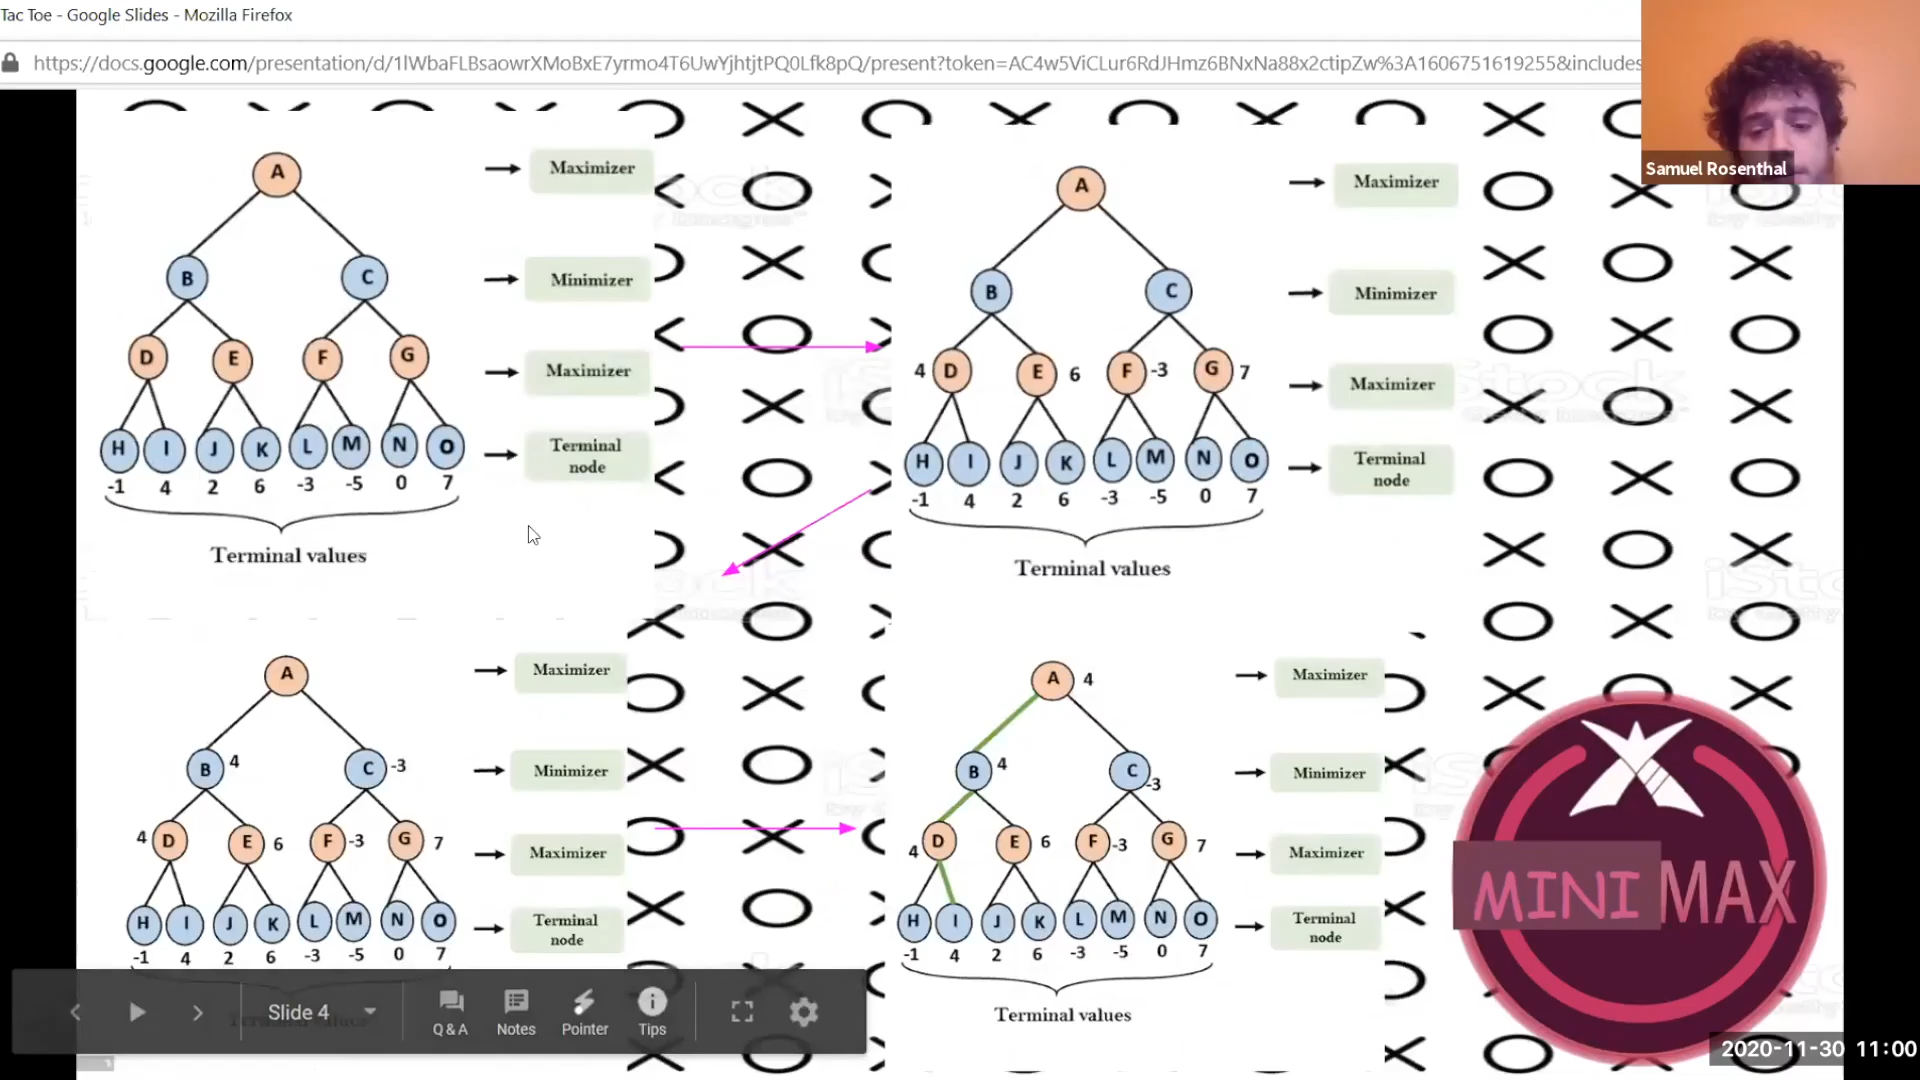 Tac Toe - Google Slides - Mozilla Firefox
https://docs.google.com/presentation/d/1lWbaFLBsaowrXMoBxE7yrmo4T6UwYjhtjtPQ0Lfk8pQ/present?token=AC4w5ViCLur6RdJHmz6BNxNa88x2ctipZw%3A1606751619255&includes
Samuel Rosenthal
A
Maximizer
B C
Minimizer
D E F G
Maximizer
H I J K L M N O
Terminal
node
-1 4 2 6 -3 -5 0 7
Terminal values
A
Maximizer
B C
Minimizer
4 D E 6 F -3 G 7
Maximizer
H I J K L M N O
Terminal
node
-1 4 2 6 -3 -5 0 7
Terminal values
A
Maximizer
B 4 C -3
Minimizer
4 D E 6 F -3 G 7
Maximizer
H I J K L M N O
Terminal
node
-1 4 2 6 -3 -5 0 7
A 4
Maximizer
B 4 C -3
Minimizer
4 D E 6 F -3 G 7
Maximizer
H I J K L M N O
Terminal
node
-1 4 2 6 -3 -5 0 7
Terminal values
MINIMAX
Slide 4
Q & A
Notes
Pointer
Tips
2020-11-30 11:00